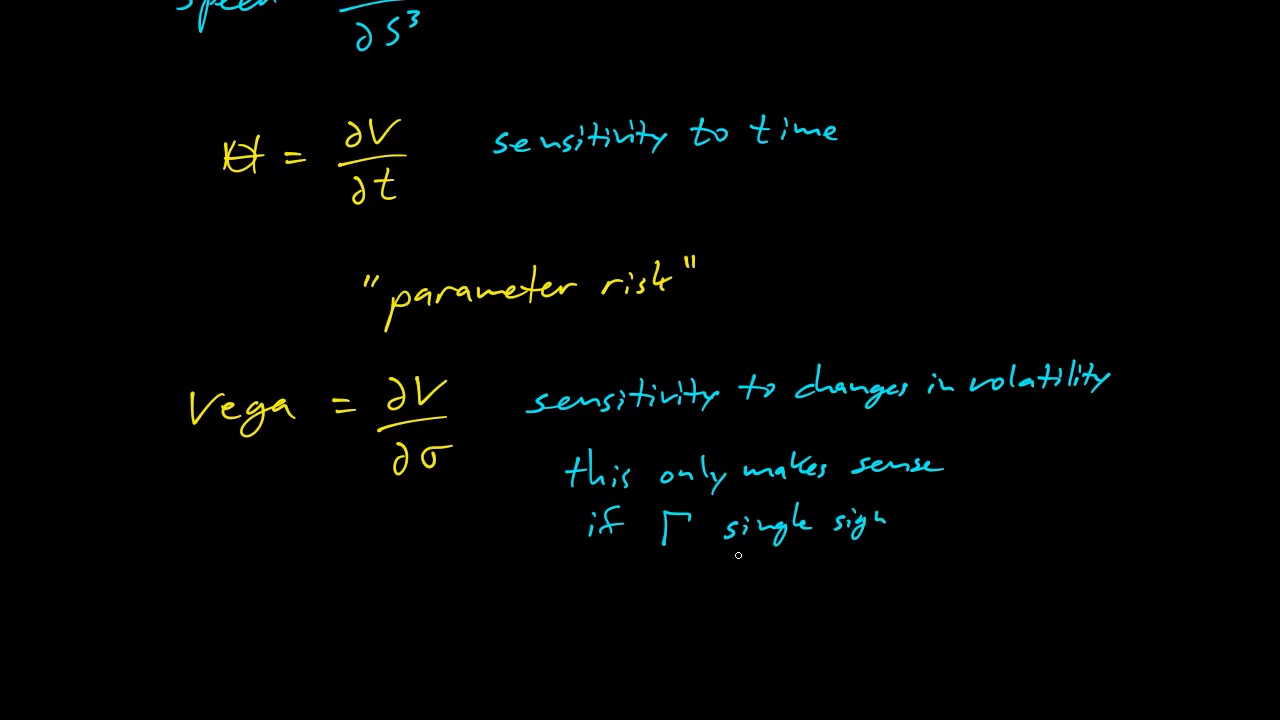 speed
∂S³
Θ = ∂V/∂t sensitivity to time
"parameter risk"
Vega = ∂V/∂σ sensitivity to changes in volatility
this only makes sense
if Γ single sign